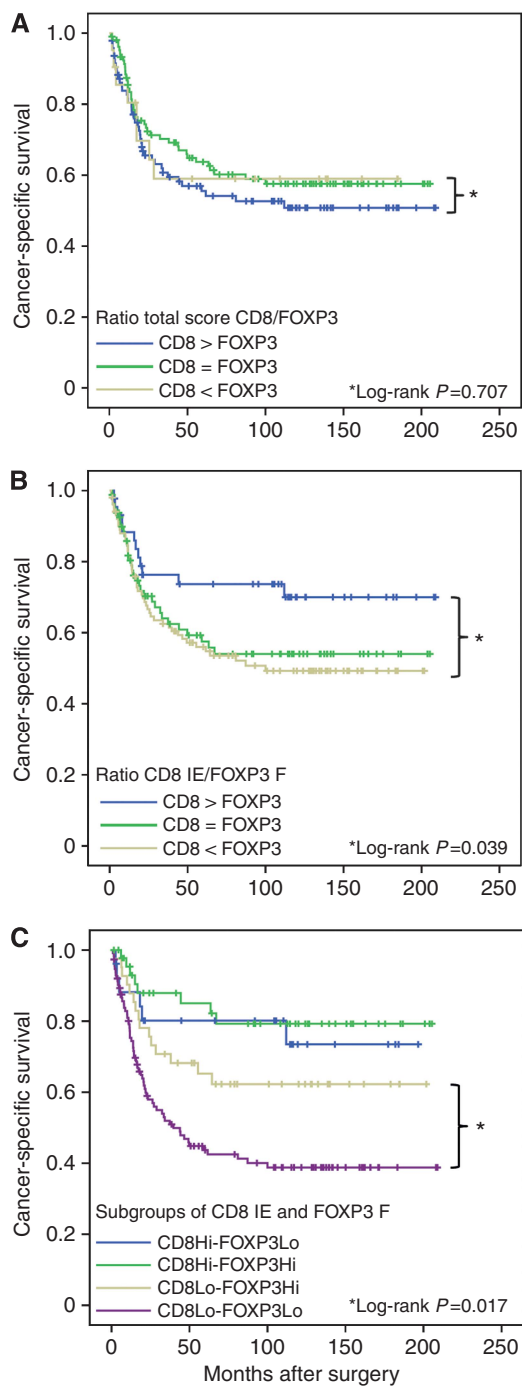 A
1.0
0.8
0.6
0.4
0.2
0
Cancer-specific survival
*
Ratio total score CD8/FOXP3
CD8 > FOXP3
CD8 = FOXP3
CD8 < FOXP3
*Log-rank P=0.707
0 50 100 150 200 250
B
1.0
0.8
0.6
0.4
0.2
0
Cancer-specific survival
*
Ratio CD8 IE/FOXP3 F
CD8 > FOXP3
CD8 = FOXP3
CD8 < FOXP3
*Log-rank P=0.039
0 50 100 150 200 250
C
1.0
0.8
0.6
0.4
0.2
0
Cancer-specific survival
*
Subgroups of CD8 IE and FOXP3 F
CD8Hi-FOXP3Lo
CD8Hi-FOXP3Hi
CD8Lo-FOXP3Hi
CD8Lo-FOXP3Lo
*Log-rank P=0.017
0 50 100 150 200 250
Months after surgery